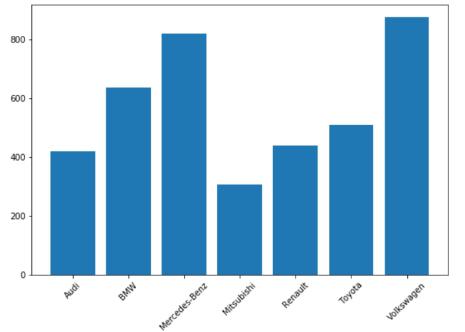 800
600
400
200
0
Audi
BMW
Mercedes-Benz
Mitsubishi
Renault
Toyota
Volkswagen